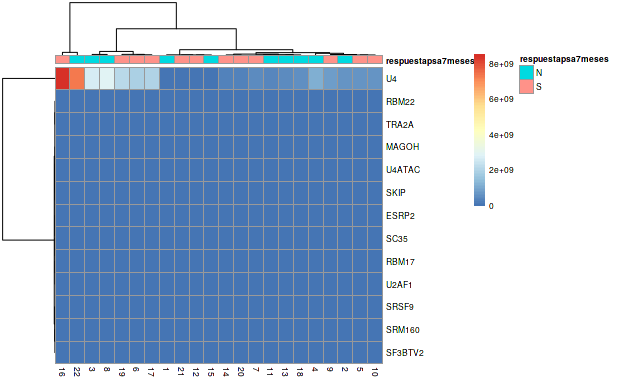 respuestapsa7meses
U4
RBM22
TRA2A
MAGOH
U4ATAC
SKIP
ESRP2
SC35
RBM17
U2AF1
SRSF9
SRM160
SF3BTV2
16 22 3 8 19 6 17 1 21 12 15 14 20 7 11 13 18 4 9 2 5 10
8e+09
6e+09
4e+09
2e+09
0
respuestapsa7meses
N
S